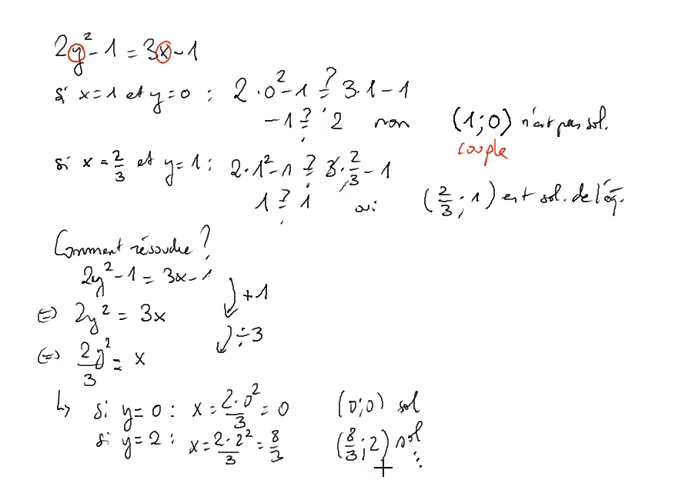 2y² - 1 = 3x - 1
si x=1 et y=0 : 2·0² - 1 ≟ 3·1 - 1
-1 ≟ 2 non (1;0) n'est pas sol.
couple
si x = 2/3 et y=1 : 2·1² - 1 ≟ 3·2/3 - 1
1 ≟ 1 oui (2/3 ; 1) est sol. de l'éq.
Comment résoudre ?
2y² - 1 = 3x - 1
+1
⇔ 2y² = 3x
÷3
⇔ 2y²/3 = x
↳ si y=0 : x = 2·0²/3 = 0 (0;0) sol
si y=2 : x = 2·2²/3 = 8/3 (8/3 ; 2) sol
⋮